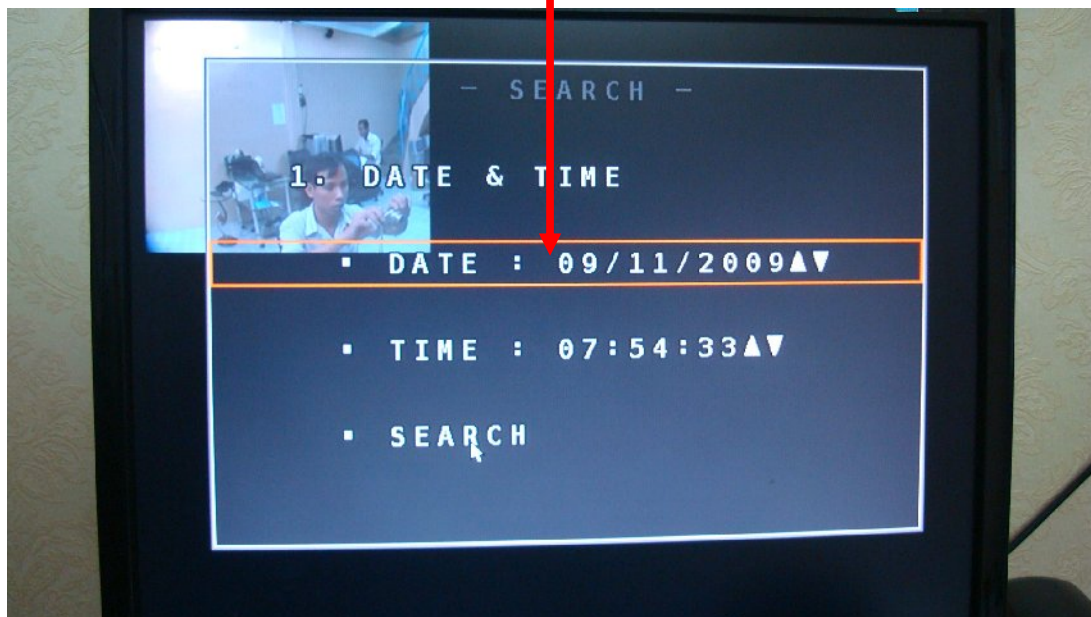 — SEARCH —
1. DATE & TIME
▪ DATE : 09/11/2009▲▼
▪ TIME : 07:54:33▲▼
▪ SEARCH